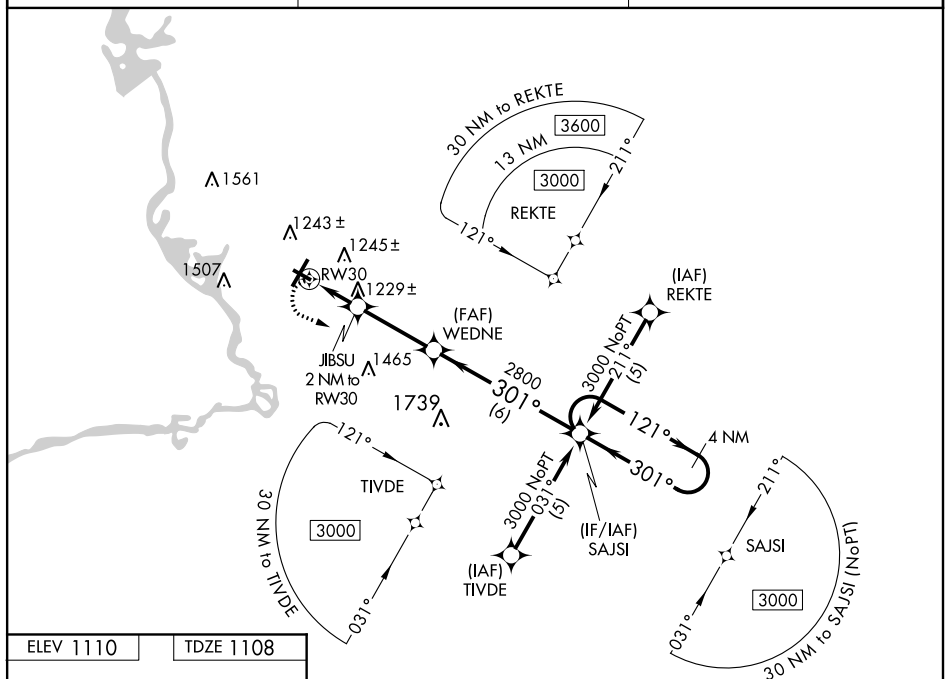 30 NM to REKTE
3600
13 NM
3000
211°
121°
REKTE
1561
1243 ±
1245 ±
1507
RW30
1229 ±
(IAF)
REKTE
(FAF)
WEDNE
3000 NoPT
211°
(5)
JIBSU
2 NM to
RW30
1465
2800
301°
(6)
1739
121°
4 NM
301°
121°
TIVDE
3000
30 NM to TIVDE
031°
3000 NoPT
031°
(5)
(IF/IAF)
SAJSI
(IAF)
TIVDE
211°
SAJSI
3000
031°
30 NM to SAJSI (NoPT)
ELEV 1110
TDZE 1108